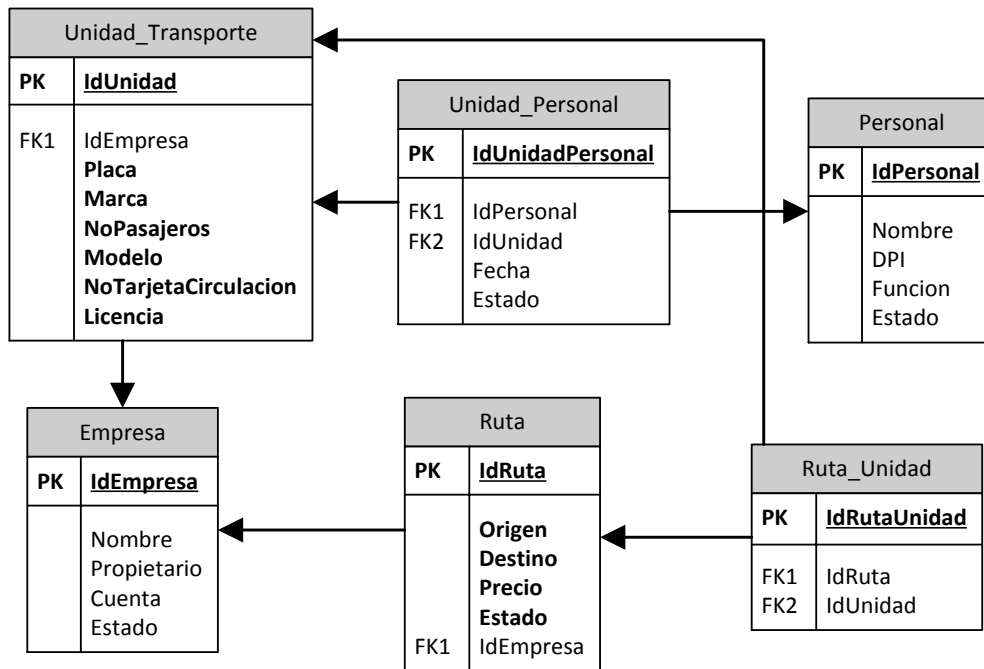 Unidad_Transporte
PK IdUnidad
FK1 IdEmpresa
Placa
Marca
NoPasajeros
Modelo
NoTarjetaCirculacion
Licencia
Unidad_Personal
PK IdUnidadPersonal
FK1 IdPersonal
FK2 IdUnidad
Fecha
Estado
Personal
PK IdPersonal
Nombre
DPI
Funcion
Estado
Empresa
PK IdEmpresa
Nombre
Propietario
Cuenta
Estado
Ruta
PK IdRuta
Origen
Destino
Precio
Estado
FK1 IdEmpresa
Ruta_Unidad
PK IdRutaUnidad
FK1 IdRuta
FK2 IdUnidad